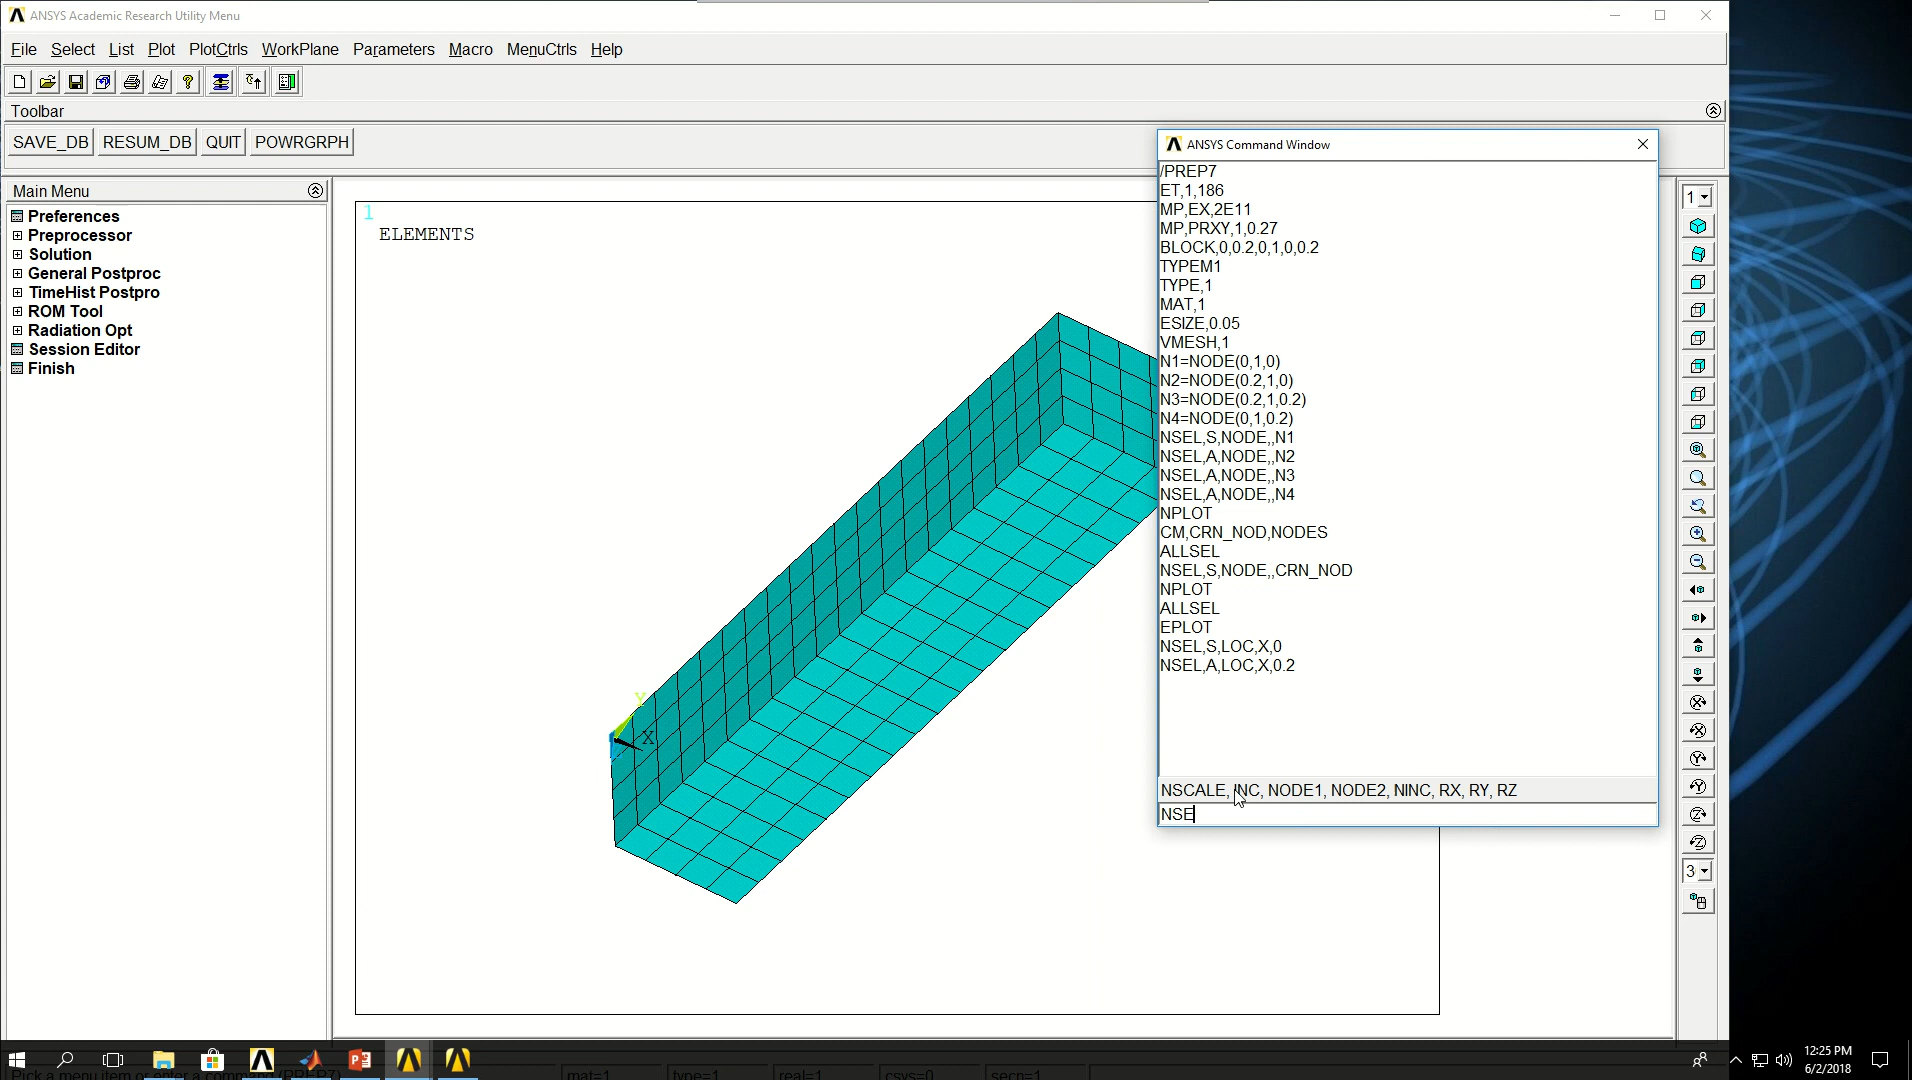 ANSYS Academic Research Utility Menu
File Select List Plot PlotCtrls WorkPlane Parameters Macro MenuCtrls Help
Toolbar
SAVE_DB RESUM_DB QUIT POWRGRPH
Main Menu
Preferences
Preprocessor
Solution
General Postproc
TimeHist Postpro
ROM Tool
Radiation Opt
Session Editor
Finish
1
ELEMENTS
Y
X
ANSYS Command Window
/PREP7
ET,1,186
MP,EX,2E11
MP,PRXY,1,0.27
BLOCK,0,0.2,0,1,0,0.2
TYPEM1
TYPE,1
MAT,1
ESIZE,0.05
VMESH,1
N1=NODE(0,1,0)
N2=NODE(0.2,1,0)
N3=NODE(0.2,1,0.2)
N4=NODE(0,1,0.2)
NSEL,S,NODE,,N1
NSEL,A,NODE,,N2
NSEL,A,NODE,,N3
NSEL,A,NODE,,N4
NPLOT
CM,CRN_NOD,NODES
ALLSEL
NSEL,S,NODE,,CRN_NOD
NPLOT
ALLSEL
EPLOT
NSEL,S,LOC,X,0
NSEL,A,LOC,X,0.2
NSCALE, INC, NODE1, NODE2, NINC, RX, RY, RZ
NSE
1
3
Pick a menu item or enter a command (PREP7) mat=1 type=1 real=1 csys=0 secn=1
12:25 PM
6/2/2018